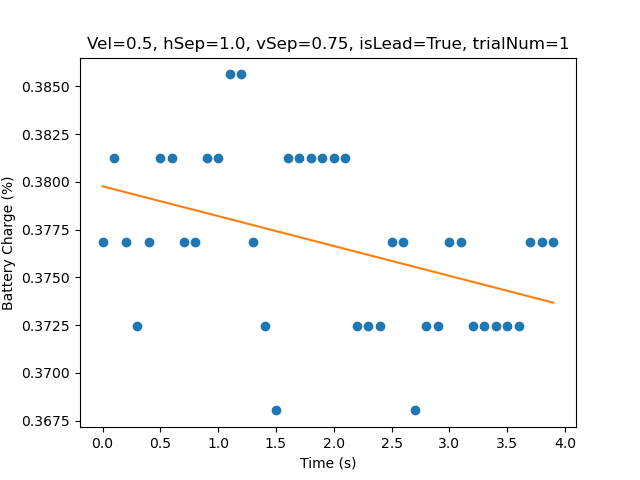 Vel=0.5, hSep=1.0, vSep=0.75, isLead=True, trialNum=1
Battery Charge (%)
0.3850
0.3825
0.3800
0.3775
0.3750
0.3725
0.3700
0.3675
0.0 0.5 1.0 1.5 2.0 2.5 3.0 3.5 4.0
Time (s)